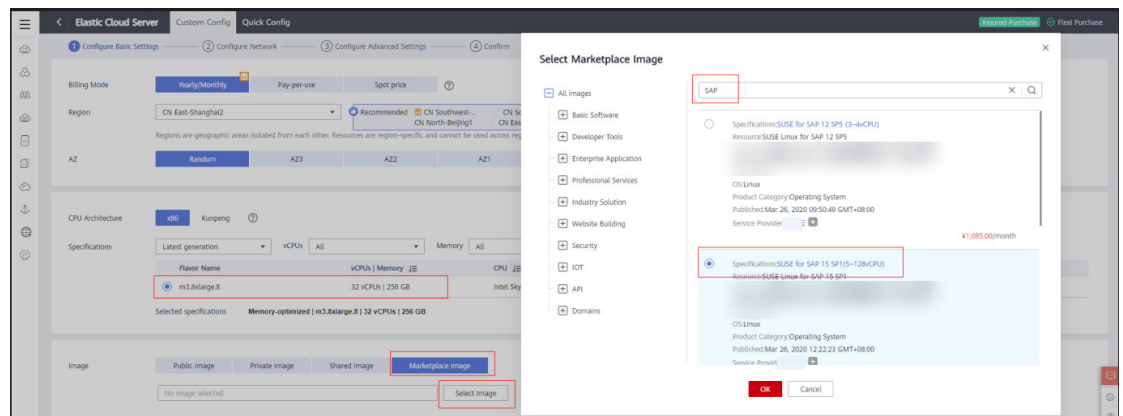 Elastic Cloud Server
Custom Config
Quick Config
Assured Purchase
Flexi Purchase
1 Configure Basic Settings
2 Configure Network
3 Configure Advanced Settings
4 Confirm
Billing Mode
Yearly/Monthly
Pay-per-use
Spot price
Region
CN East-Shanghai2
Recommended
CN Southwest-...
CN North-Beijing1
Regions are geographic areas isolated from each other. Resources are region-specific and cannot be used across
AZ
Random
AZ3
AZ2
AZ1
CPU Architecture
x86
Kunpeng
Specifications
Latest generation
vCPUs
All
Memory
All
Flavor Name
vCPUs | Memory
CPU
m3.8xlarge.8
32 vCPUs | 256 GB
Intel Sky
Selected specifications
Memory-optimized | m3.8xlarge.8 | 32 vCPUs | 256 GB
Image
Public image
Private image
Shared image
Marketplace image
No image selected.
Select Image
Select Marketplace Image
All images
Basic Software
Developer Tools
Enterprise Application
Professional Services
Industry Solution
Website Building
Security
IOT
API
Domains
SAP
Specifications:SUSE for SAP 12 SP5 (3~4vCPU)
Resource:SUSE Linux for SAP 12 SP5
OS:Linux
Product Category:Operating System
Published:Mar 26, 2020 09:50:49 GMT+08:00
Service Provider:
¥1,085.00/month
Specifications:SUSE for SAP 15 SP1(5~128vCPU)
Resource:SUSE Linux for SAP 15 SP1
OS:Linux
Product Category:Operating System
Published:Mar 26, 2020 12:22:23 GMT+08:00
Service Provid
OK
Cancel